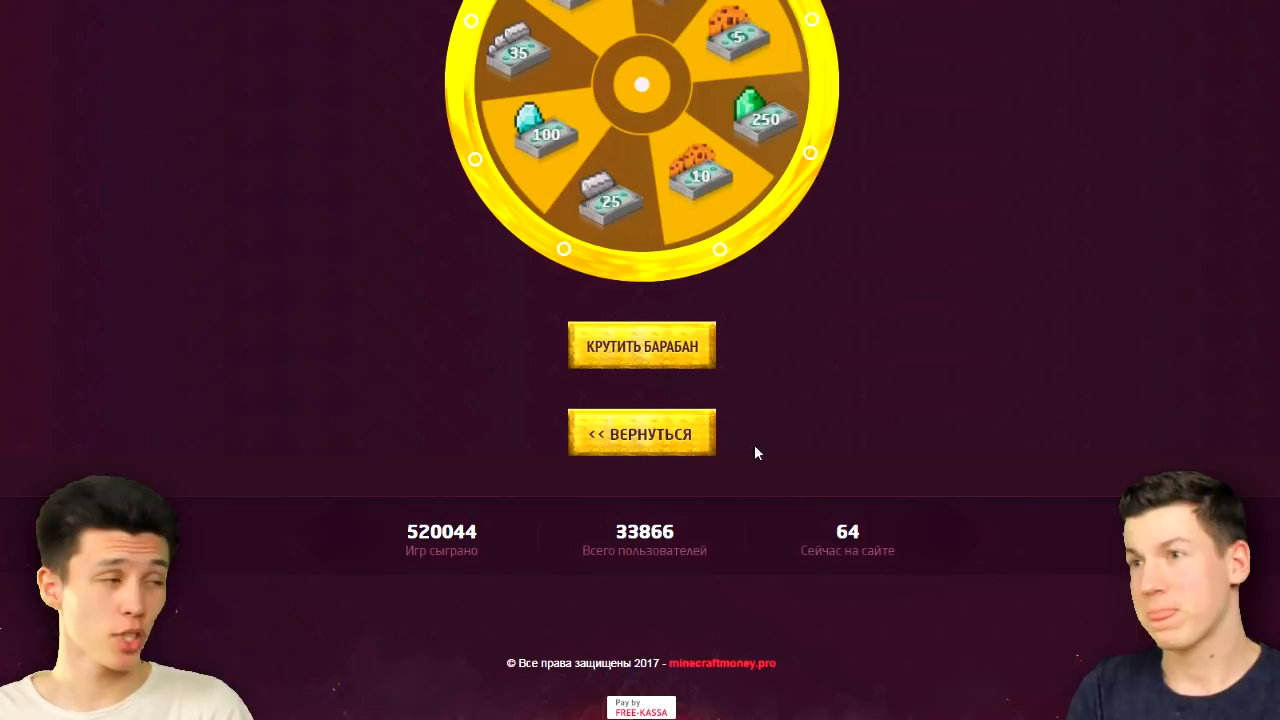 5
35
250
100
10
25
КРУТИТЬ БАРАБАН
<< ВЕРНУТЬСЯ
520044 33866 64
Игр сыграно Всего пользователей Сейчас на сайте
© Все права защищены 2017 - minecraftmoney.pro
Pay by
FREE-KASSA